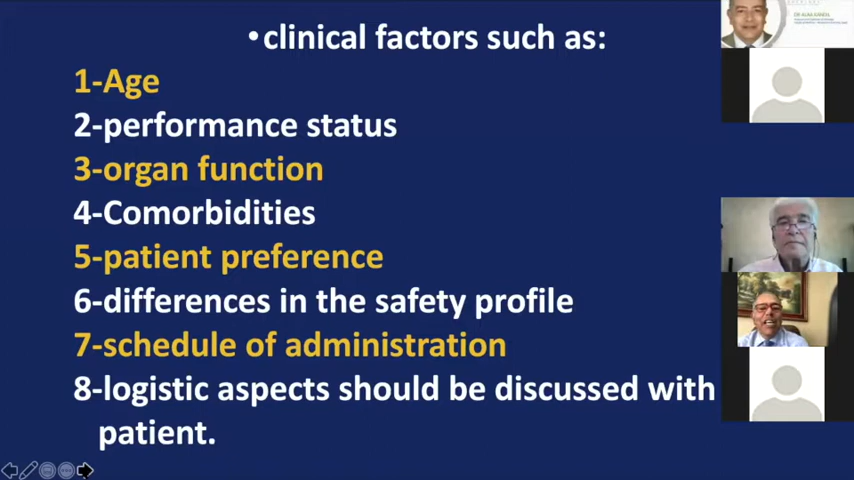 •clinical factors such as:
1-Age
2-performance status
3-organ function
4-Comorbidities
5-patient preference
6-differences in the safety profile
7-schedule of administration
8-logistic aspects should be discussed with
patient.